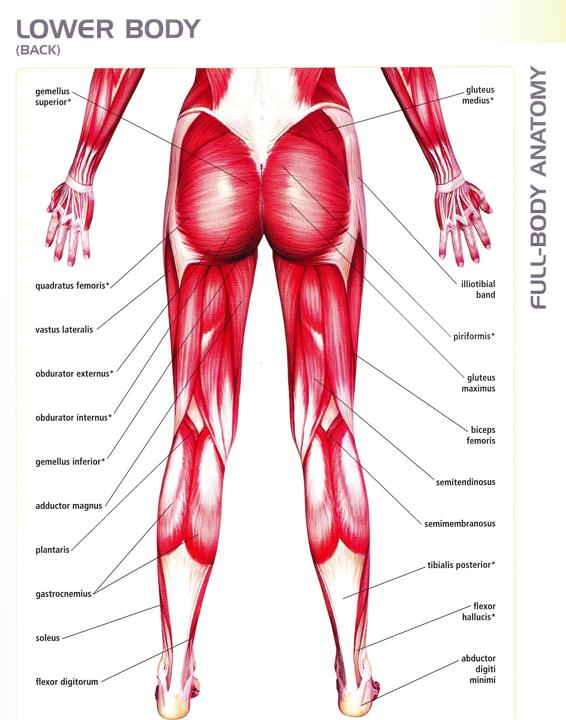 LOWER BODY
(BACK)
FULL-BODY ANATOMY
gemellus
superior*
quadratus femoris*
vastus lateralis
obdurator externus*
obdurator internus*
gemellus inferior*
adductor magnus
plantaris
gastrocnemius
soleus
flexor digitorum
gluteus
medius*
illiotibial
band
piriformis*
gluteus
maximus
biceps
femoris
semitendinosus
semimembranosus
tibialis posterior*
flexor
hallucis*
abductor
digiti
minimi